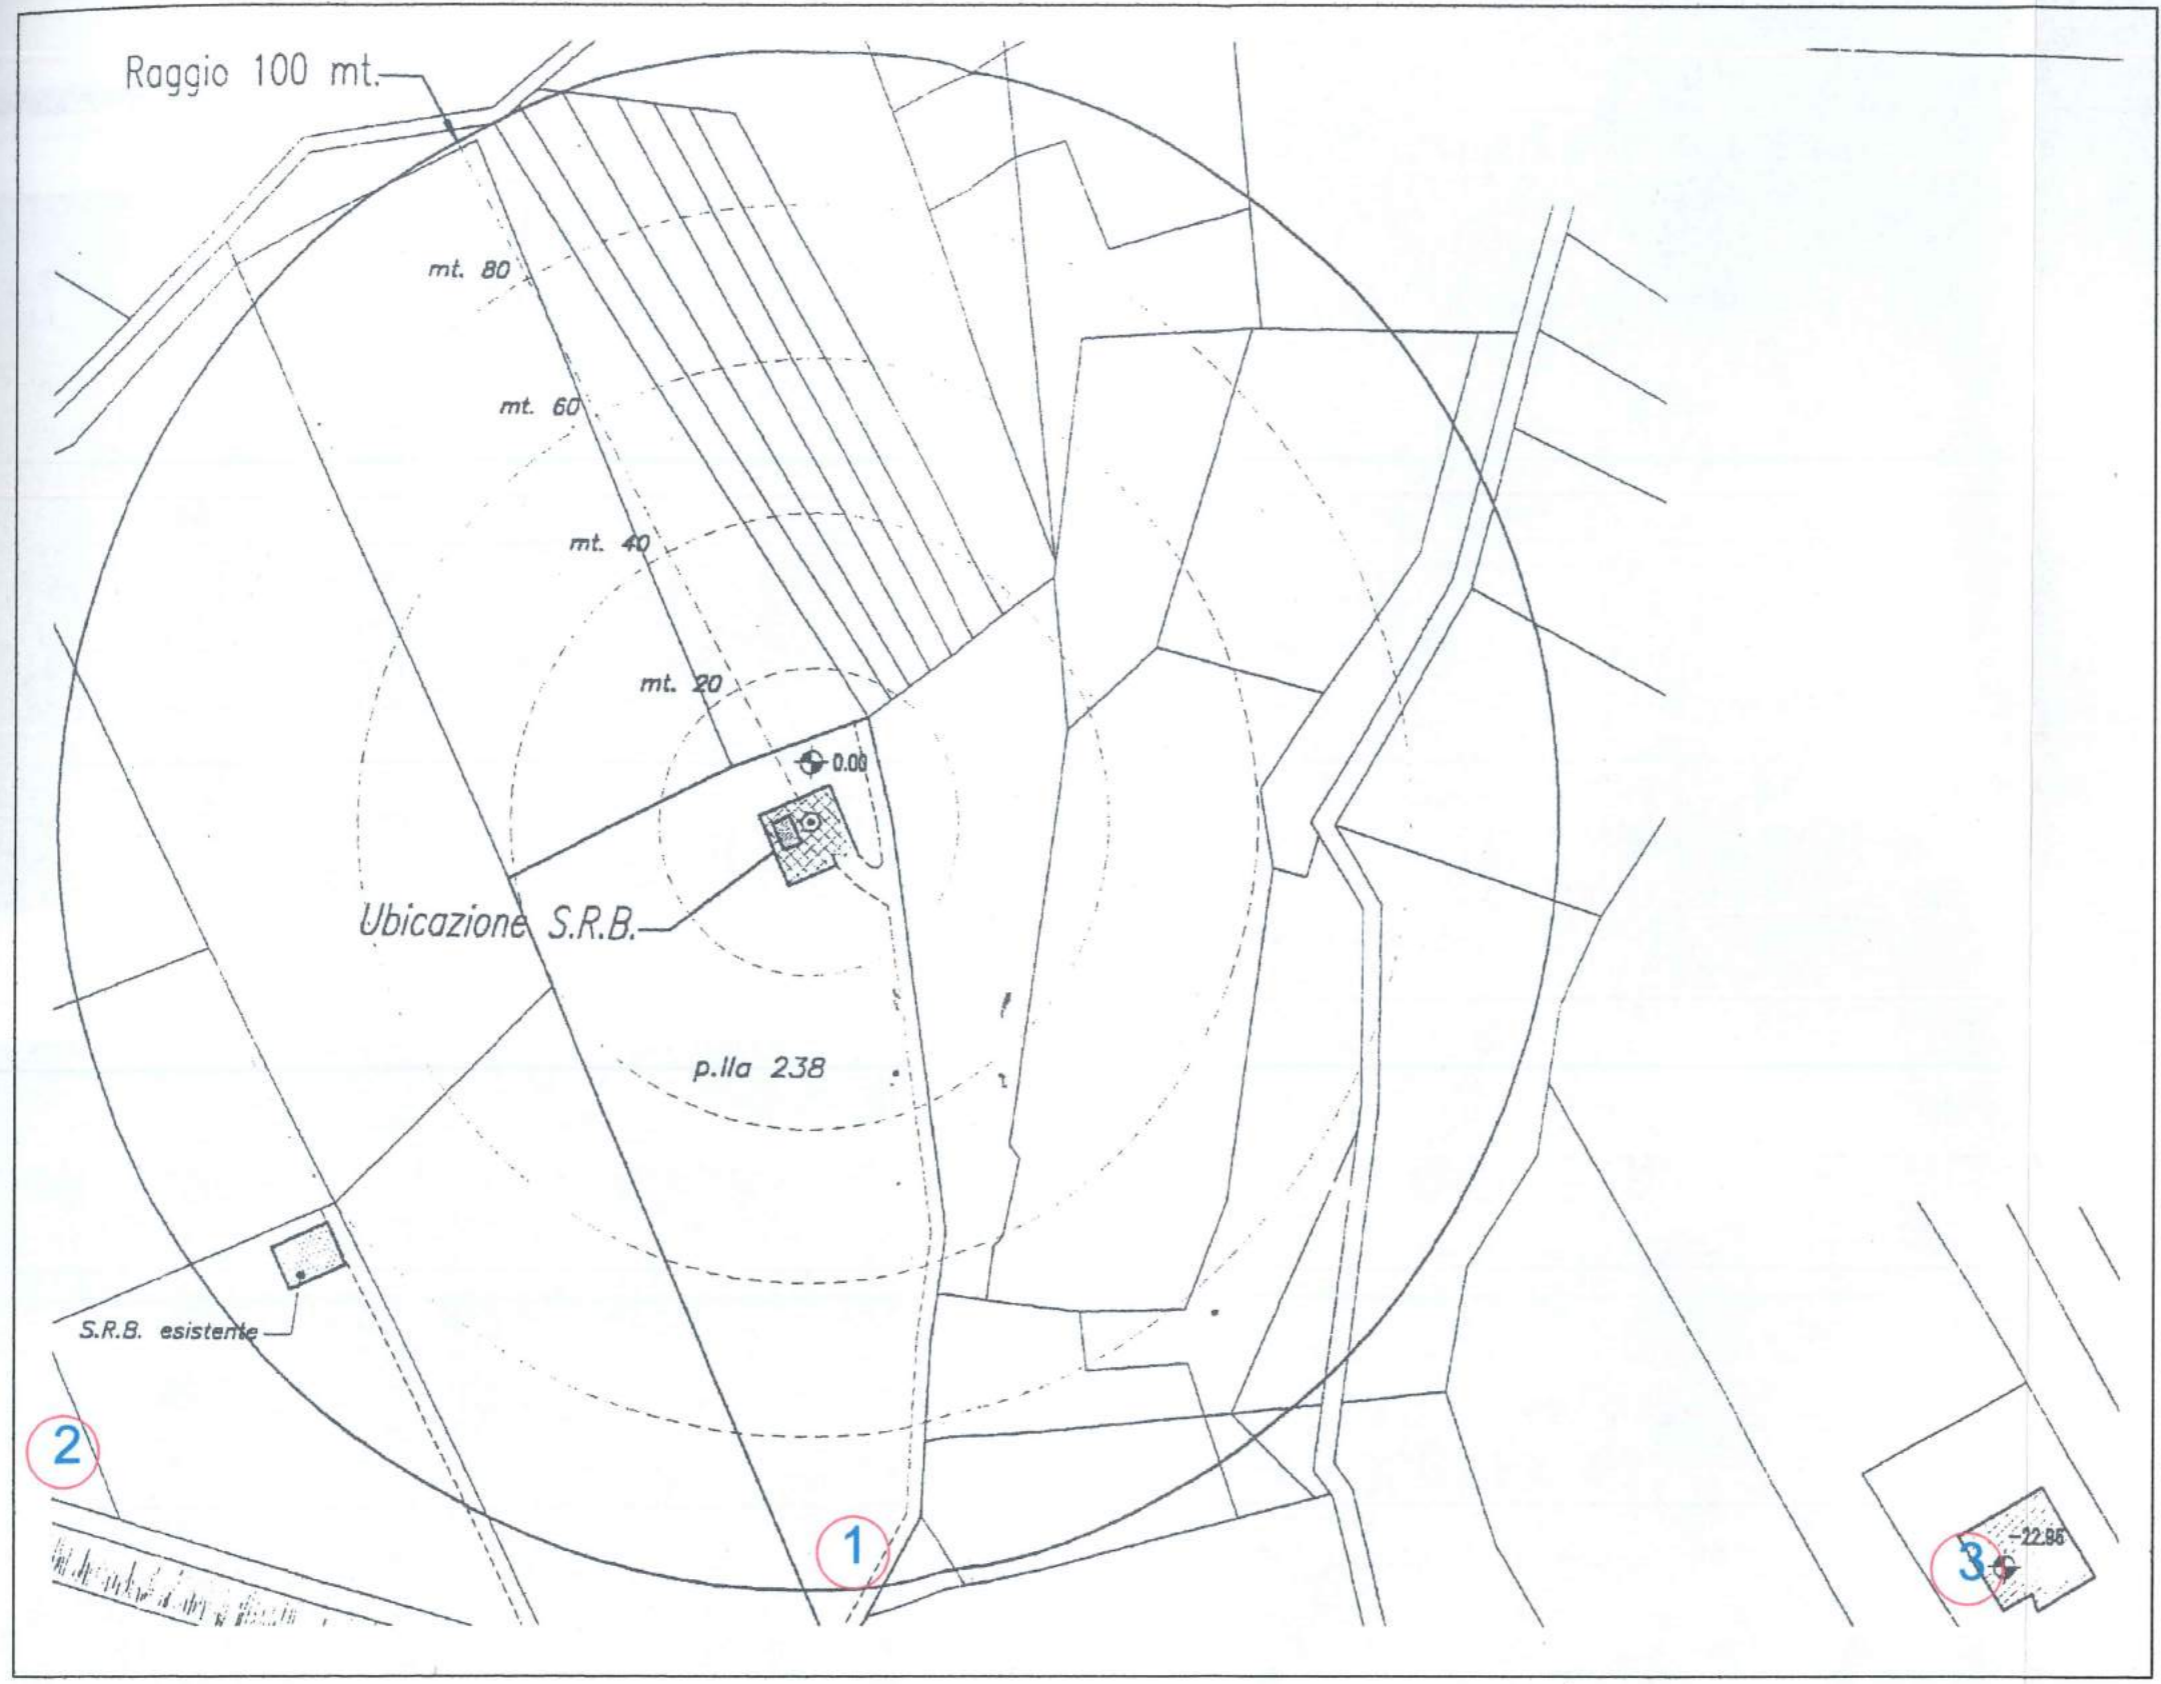 Raggio 100 mt.
mt. 80
mt. 60
mt. 40
mt. 20
0.00
Ubicazione S.R.B.
p.lla 238
S.R.B. esistente
2
1
3
-22.86